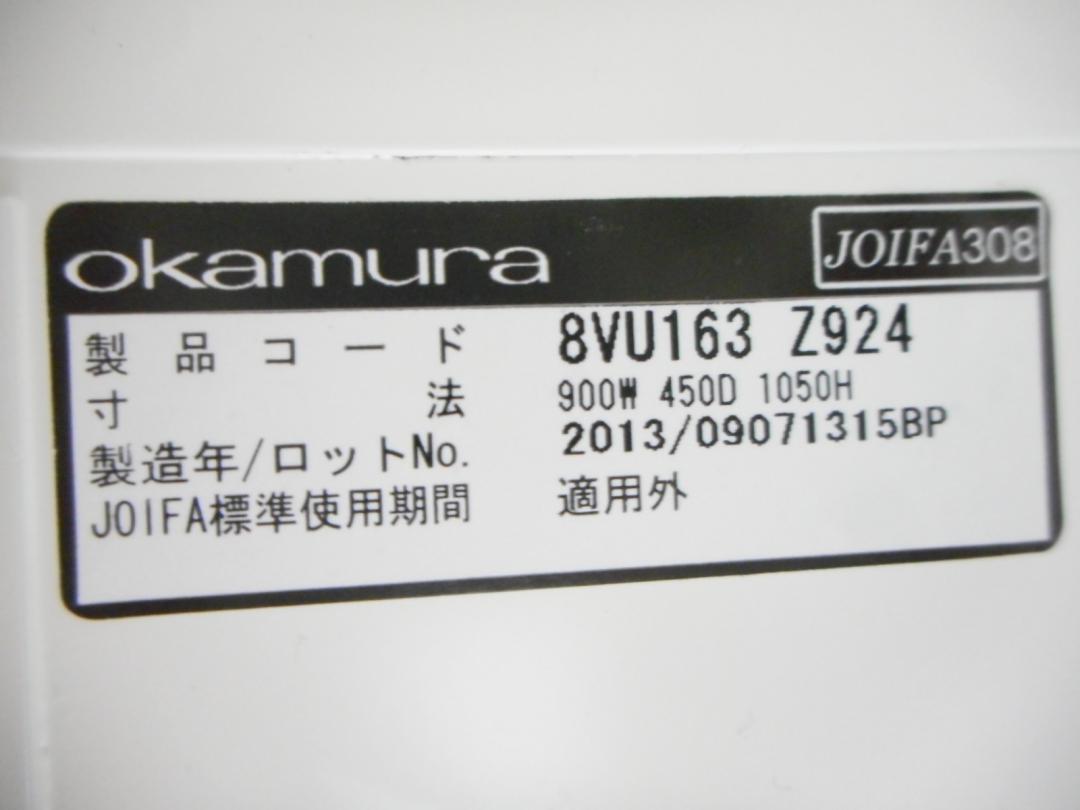 okamura JOIFA308
製品コード 8VU163 Z924
寸法 900W 450D 1050H
製造年/ロットNo. 2013/09071315BP
JOIFA標準使用期間 適用外